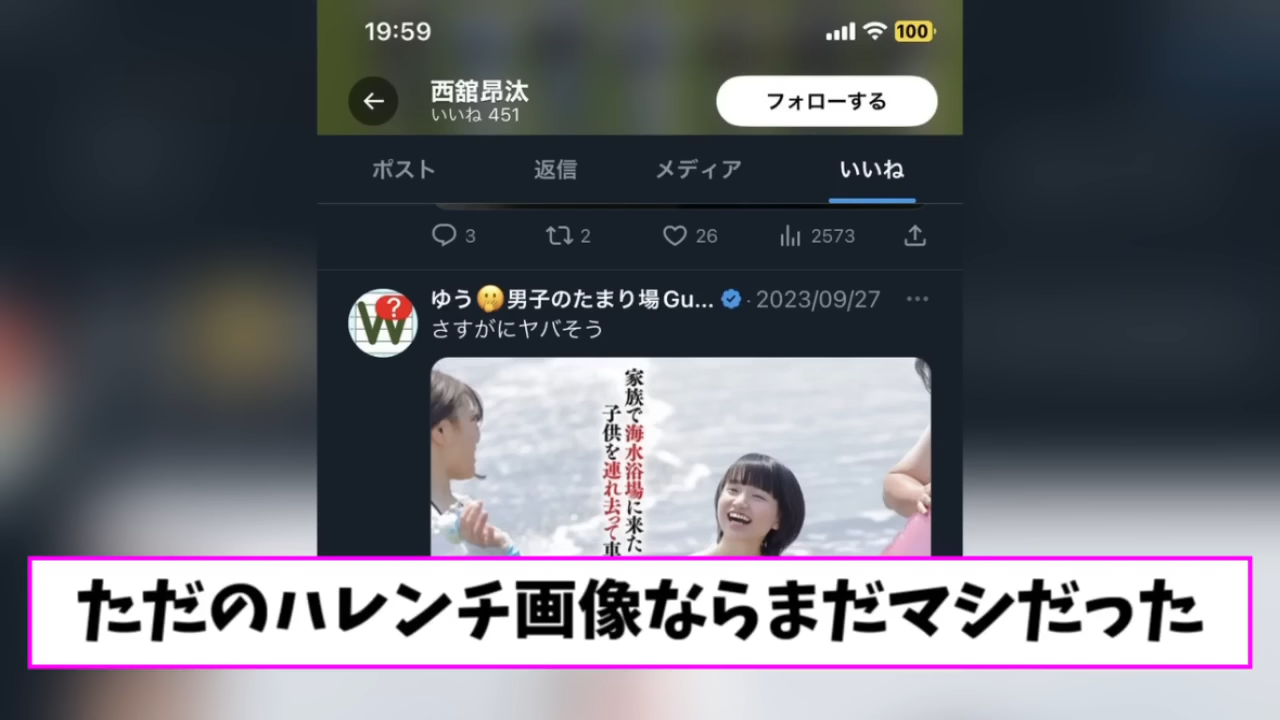 19:59
100
西舘昂汰
いいね 451
フォローする
ポスト
返信
メディア
いいね
3
2
26
2573
ゆう🤫男子のたまり場Gu... · 2023/09/27
さすがにヤバそう
W?
家族で海水浴場に来た
子供を連れ去って車
ただのハレンチ画像ならまだマシだった